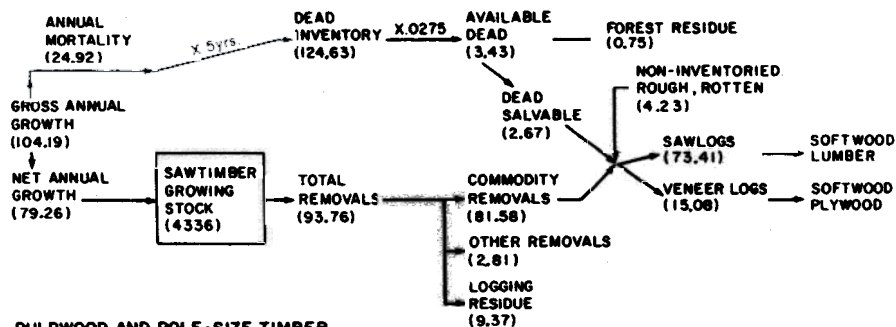 ANNUAL
MORTALITY
(24.92)
X 5yrs.
DEAD
INVENTORY
(124,63)
X.0275
AVAILABLE
DEAD
(3,43)
FOREST RESIDUE
(0.75)
NON-INVENTORIED
ROUGH, ROTTEN
(4.23)
DEAD
SALVABLE
(2.67)
GROSS ANNUAL
GROWTH
(104.19)
NET ANNUAL
GROWTH
(79.26)
SAWTIMBER
GROWING
STOCK
(4336)
TOTAL
REMOVALS
(93.76)
COMMODITY
REMOVALS
(81.58)
SAWLOGS
(73.41)
SOFTWOOD
LUMBER
VENEER LOGS
(15,08)
SOFTWOOD
PLYWOOD
OTHER REMOVALS
(2.81)
LOGGING
RESIDUE
(9.37)
PULPWOOD AND POLE-SIZE TIMBER